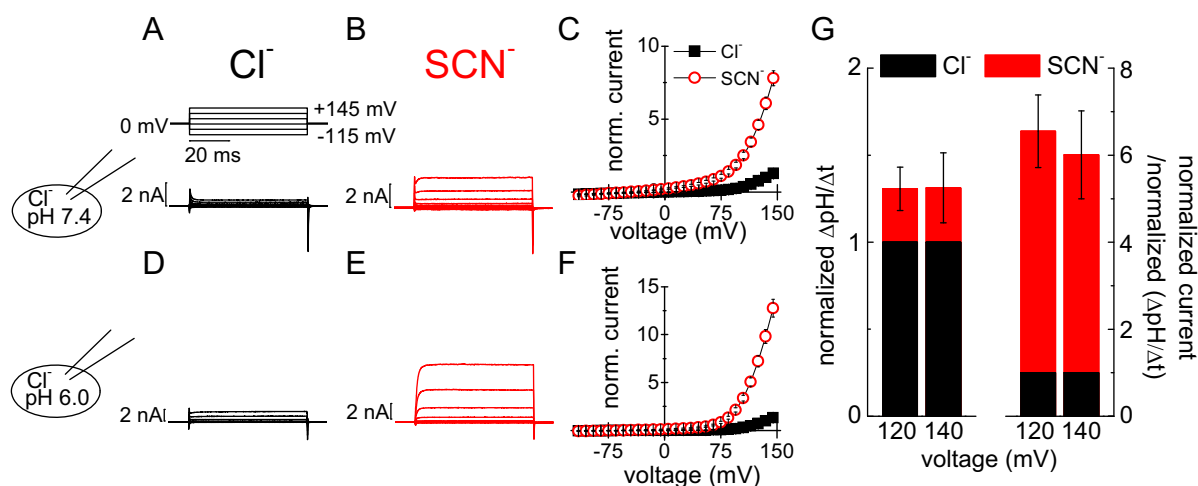 A
Cl-
0 mV
+145 mV
-115 mV
20 ms
Cl-
pH 7.4
2 nA
B
SCN-
2 nA
C
10
5
0
norm. current
Cl-
SCN-
-75 0 75 150
voltage (mV)
D
Cl-
pH 6.0
2 nA
E
2 nA
F
15
10
5
0
norm. current
-75 0 75 150
voltage (mV)
G
Cl- SCN-
2
1
0
normalized ΔpH/Δt
8
6
4
2
0
normalized current
/normalized (ΔpH/Δt)
120 140 120 140
voltage (mV)